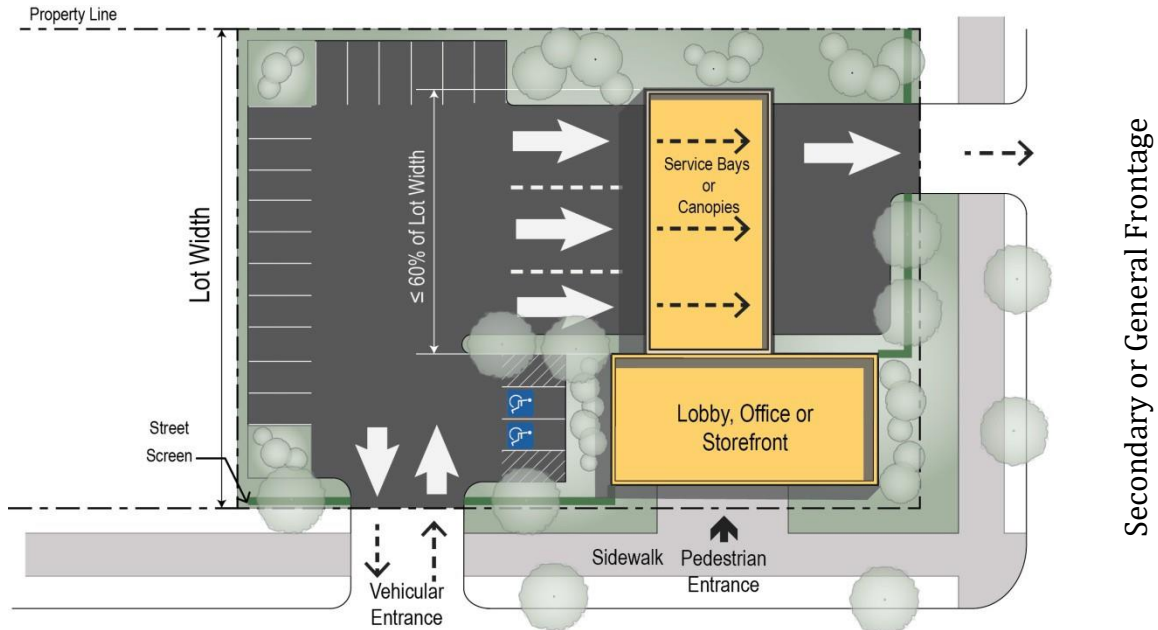 Property Line
Lot Width
≤ 60% of Lot Width
Service Bays
or
Canopies
Secondary or General Frontage
Lobby, Office or
Storefront
Street
Screen
Sidewalk
Pedestrian
Entrance
Vehicular
Entrance